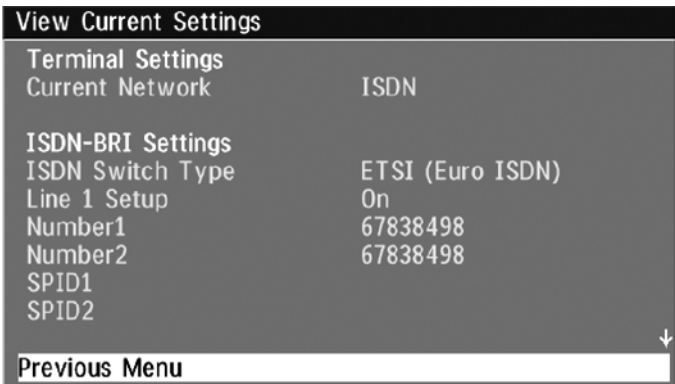 View Current Settings
Terminal Settings
Current Network ISDN
ISDN-BRI Settings
ISDN Switch Type ETSI (Euro ISDN)
Line 1 Setup On
Number1 67838498
Number2 67838498
SPID1
SPID2
Previous Menu